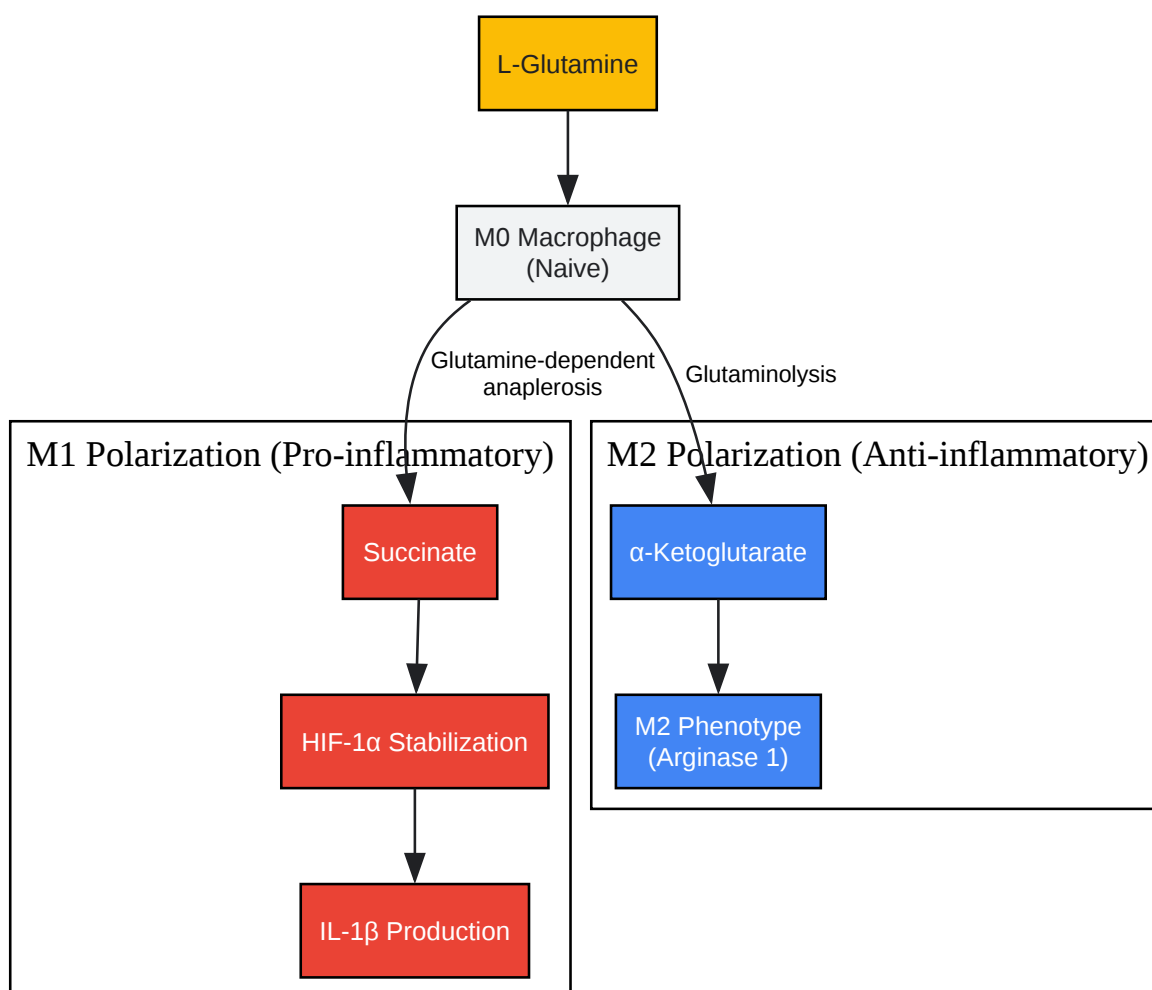 L-Glutamine
M0 Macrophage
(Naive)
Glutamine-dependent
anaplerosis
Glutaminolysis
M1 Polarization (Pro-inflammatory)
M2 Polarization (Anti-inflammatory)
Succinate
α-Ketoglutarate
HIF-1α Stabilization
M2 Phenotype
(Arginase 1)
IL-1β Production